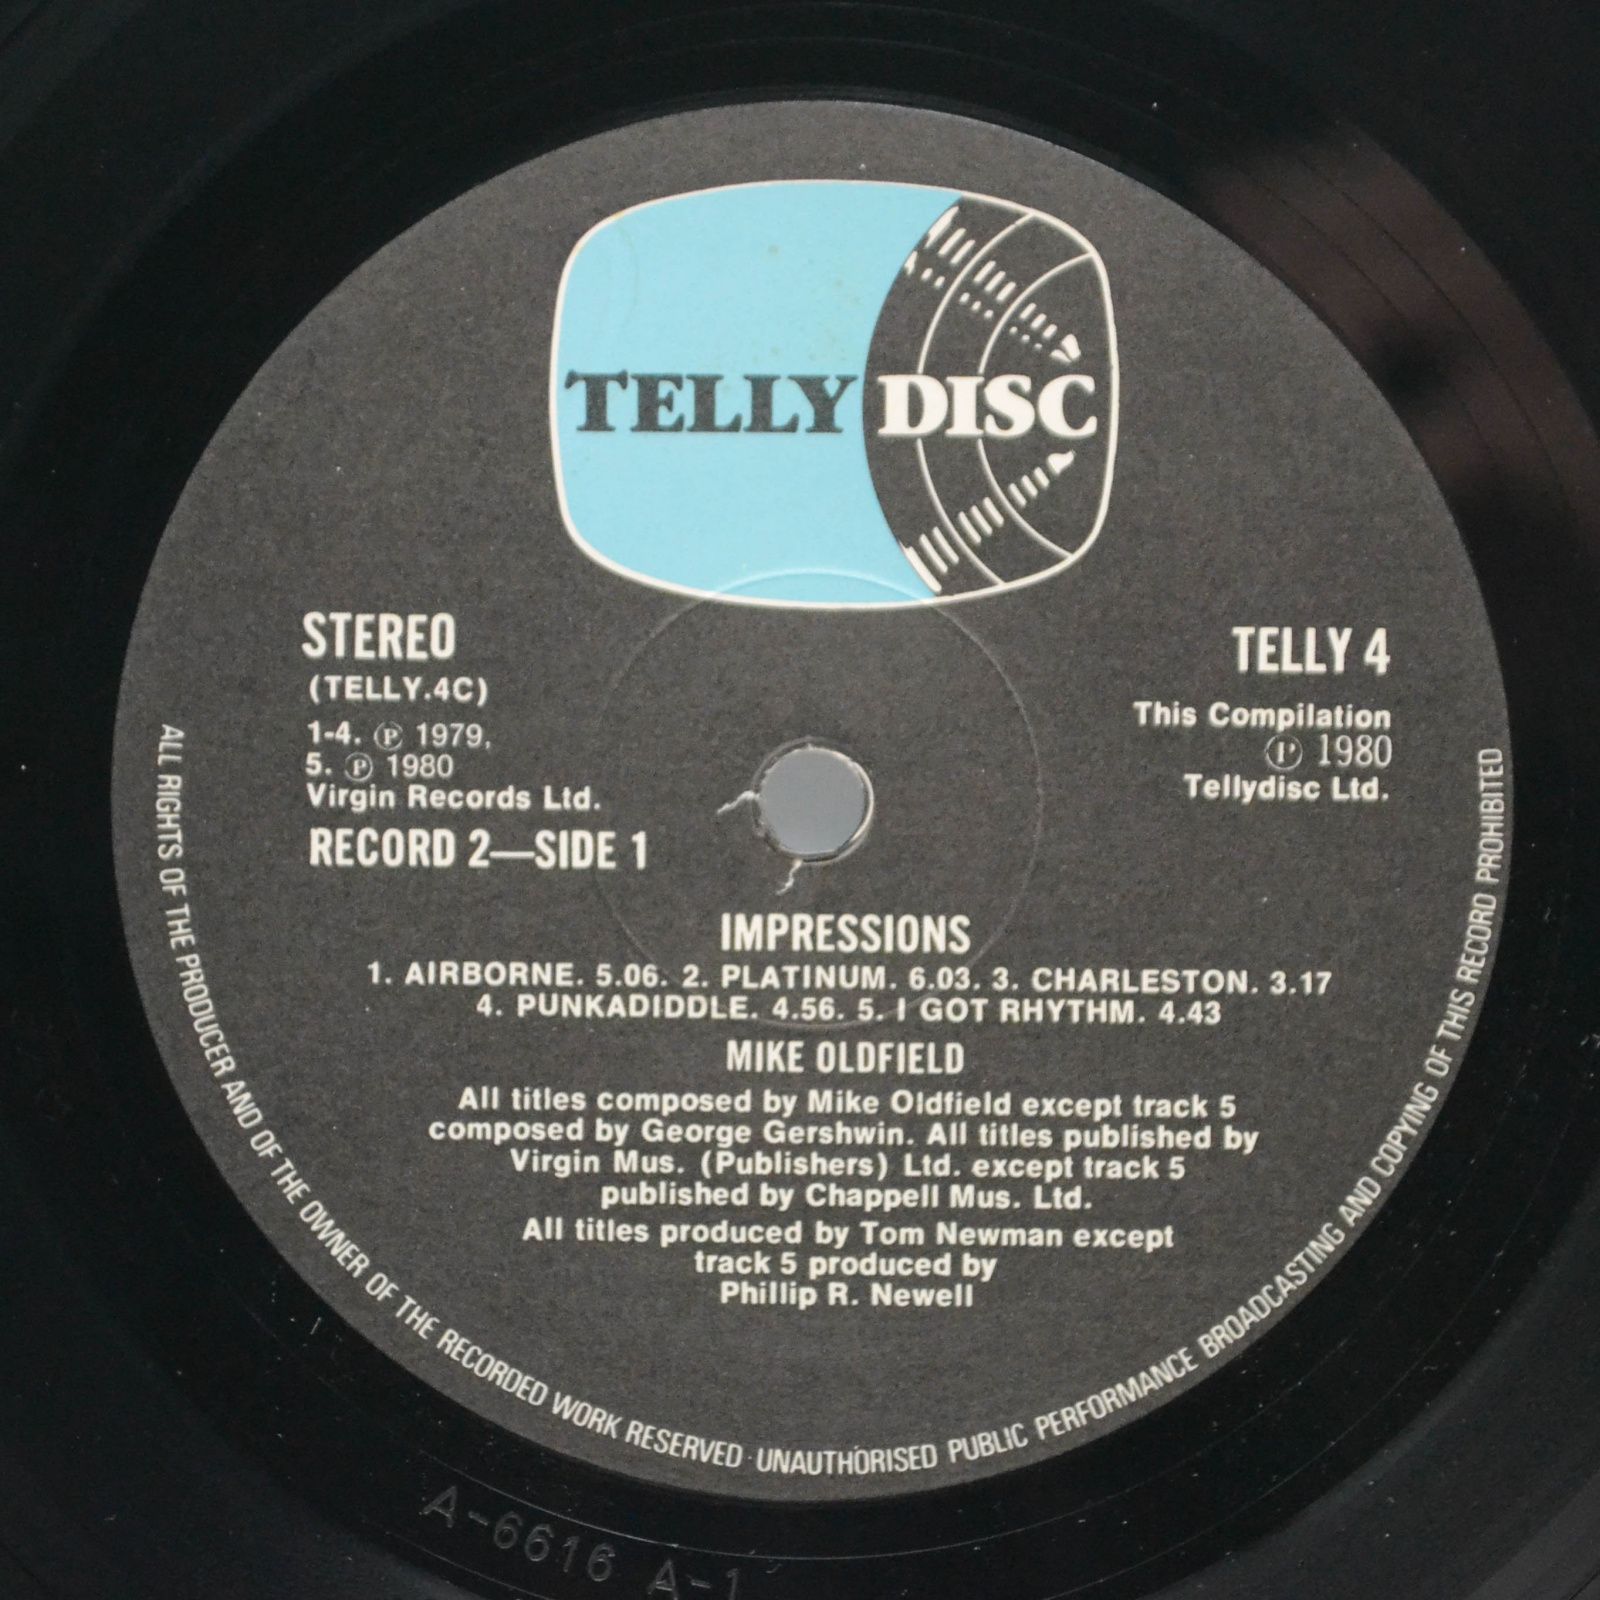 TELLY DISC
STEREO
(TELLY.4C)
1-4. ℗ 1979,
5. ℗ 1980
Virgin Records Ltd.
RECORD 2—SIDE 1
TELLY 4
This Compilation
℗ 1980
Tellydisc Ltd.
IMPRESSIONS
1. AIRBORNE. 5.06. 2. PLATINUM. 6.03. 3. CHARLESTON. 3.17
4. PUNKADIDDLE. 4.56. 5. I GOT RHYTHM. 4.43
MIKE OLDFIELD
All titles composed by Mike Oldfield except track 5
composed by George Gershwin. All titles published by
Virgin Mus. (Publishers) Ltd. except track 5
published by Chappell Mus. Ltd.
All titles produced by Tom Newman except
track 5 produced by
Phillip R. Newell
ALL RIGHTS OF THE PRODUCER AND OF THE OWNER OF THE RECORDED WORK RESERVED · UNAUTHORISED PUBLIC PERFORMANCE BROADCASTING AND COPYING OF THIS RECORD PROHIBITED
A-6616 A-1